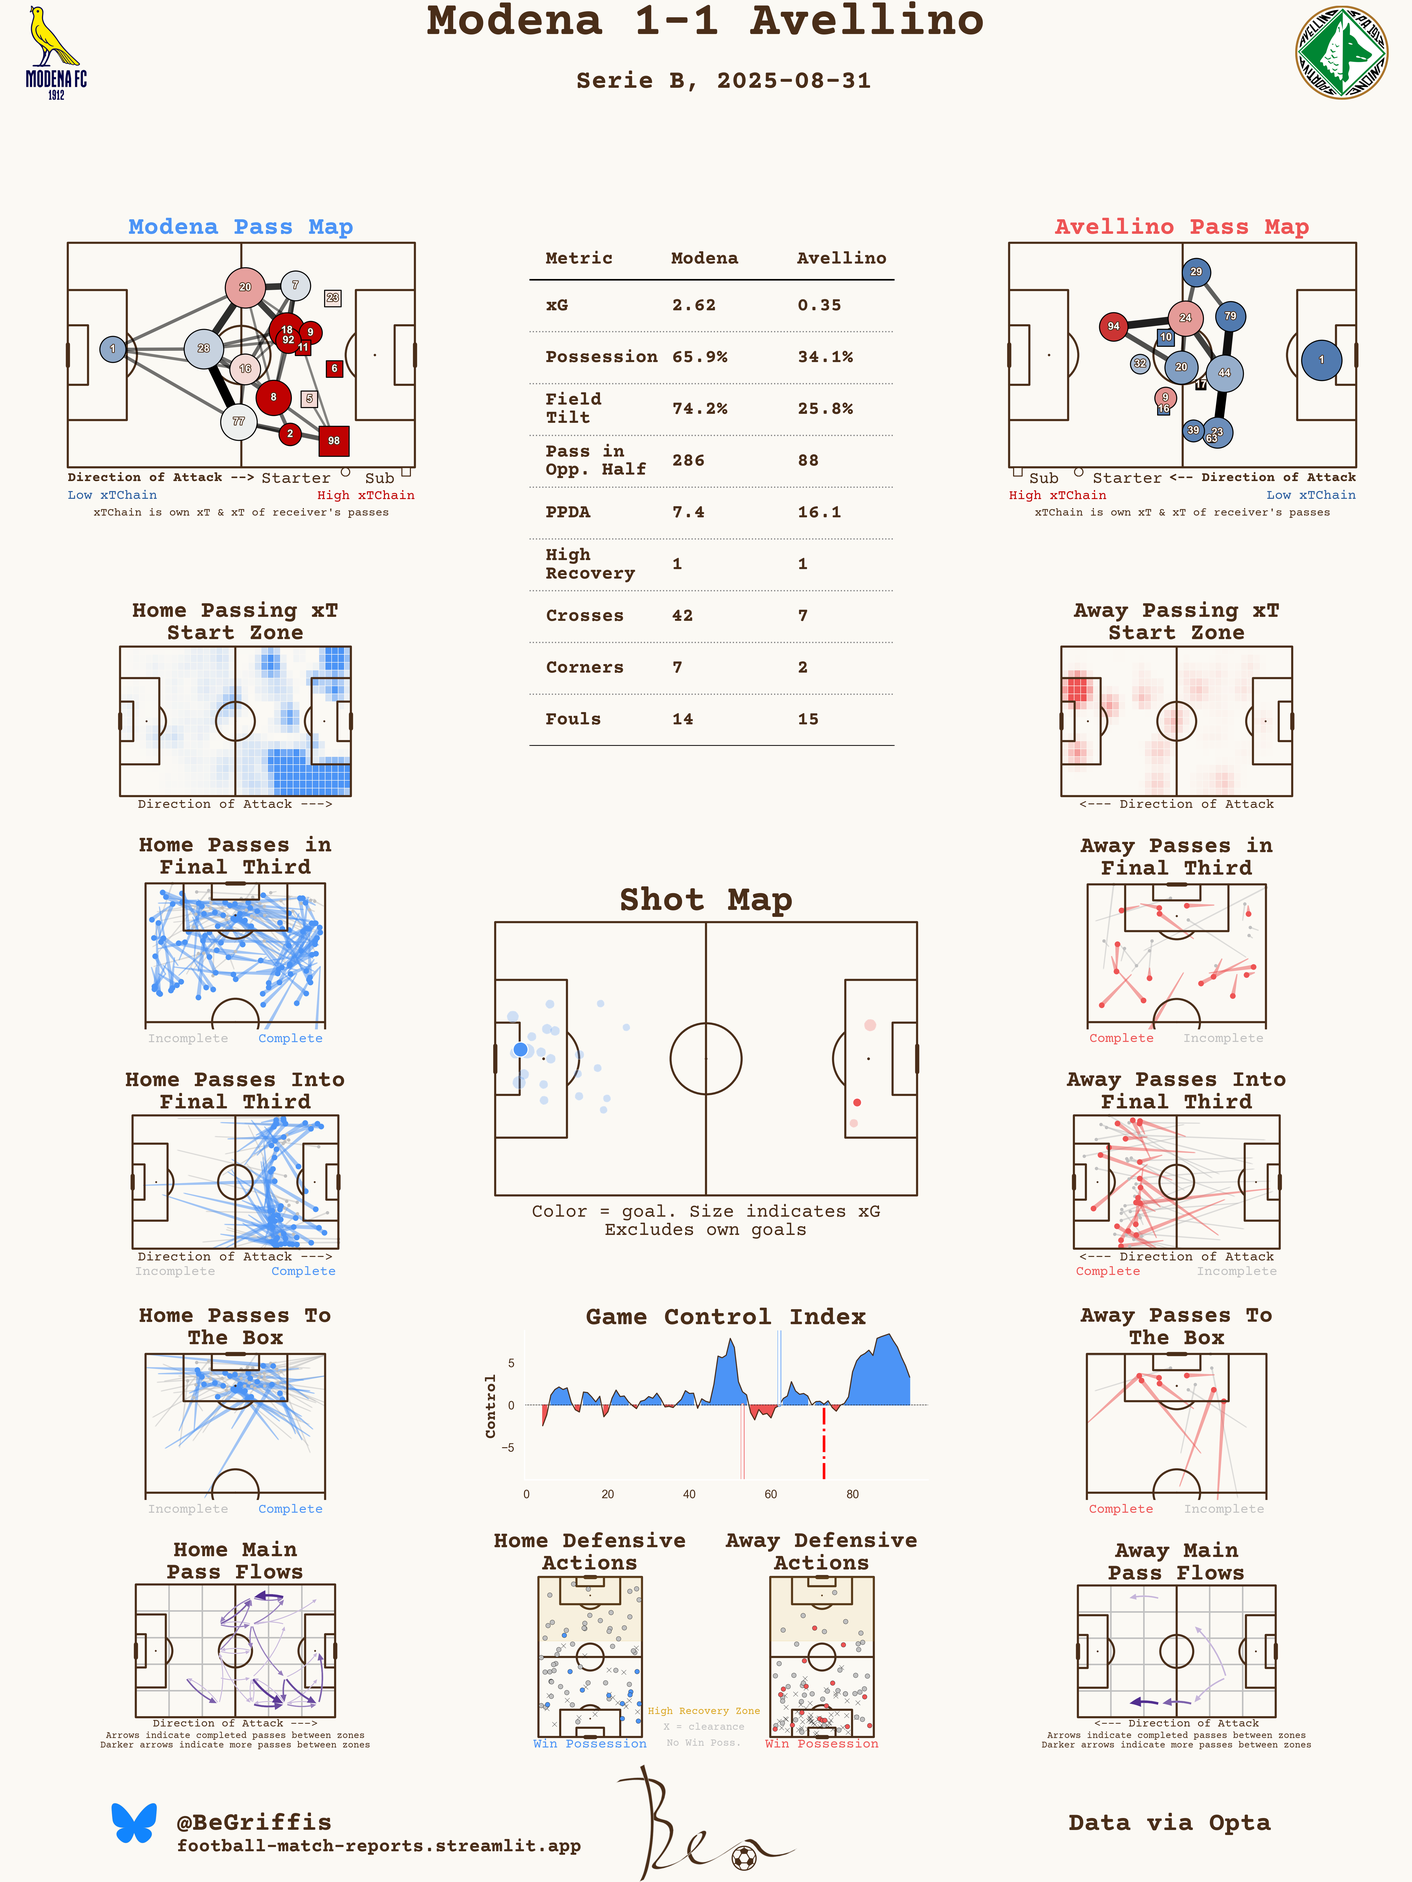 Modena 1-1 Avellino
Serie B, 2025-08-31
MODENA FC
1912
Modena Pass Map
20
7
23
18
9
92
11
1
28
16
6
8
5
77
2
98
Direction of Attack --> Starter Sub
Low xTChain High xTChain
xTChain is own xT & xT of receiver's passes
Metric Modena Avellino
xG 2.62 0.35
Possession 65.9% 34.1%
Field
Tilt 74.2% 25.8%
Pass in
Opp. Half 286 88
PPDA 7.4 16.1
High
Recovery 1 1
Crosses 42 7
Corners 7 2
Fouls 14 15
Avellino Pass Map
29
94
24
79
10
32
20
44
1
17
9
16
39
23
63
Sub Starter <-- Direction of Attack
High xTChain Low xTChain
xTChain is own xT & xT of receiver's passes
Home Passing xT
Start Zone
Direction of Attack --->
Away Passing xT
Start Zone
<--- Direction of Attack
Home Passes in
Final Third
Incomplete Complete
Away Passes in
Final Third
Complete Incomplete
Shot Map
Color = goal. Size indicates xG
Excludes own goals
Home Passes Into
Final Third
Direction of Attack --->
Incomplete Complete
Away Passes Into
Final Third
<--- Direction of Attack
Complete Incomplete
Home Passes To
The Box
Incomplete Complete
Game Control Index
Control
5
0
−5
0 20 40 60 80
Away Passes To
The Box
Complete Incomplete
Home Main
Pass Flows
Direction of Attack --->
Arrows indicate completed passes between zones
Darker arrows indicate more passes between zones
Home Defensive
Actions
Win Possession
High Recovery Zone
X = clearance
No Win Poss.
Away Defensive
Actions
Win Possession
Away Main
Pass Flows
<--- Direction of Attack
Arrows indicate completed passes between zones
Darker arrows indicate more passes between zones
@BeGriffis
football-match-reports.streamlit.app
Ben
Data via Opta